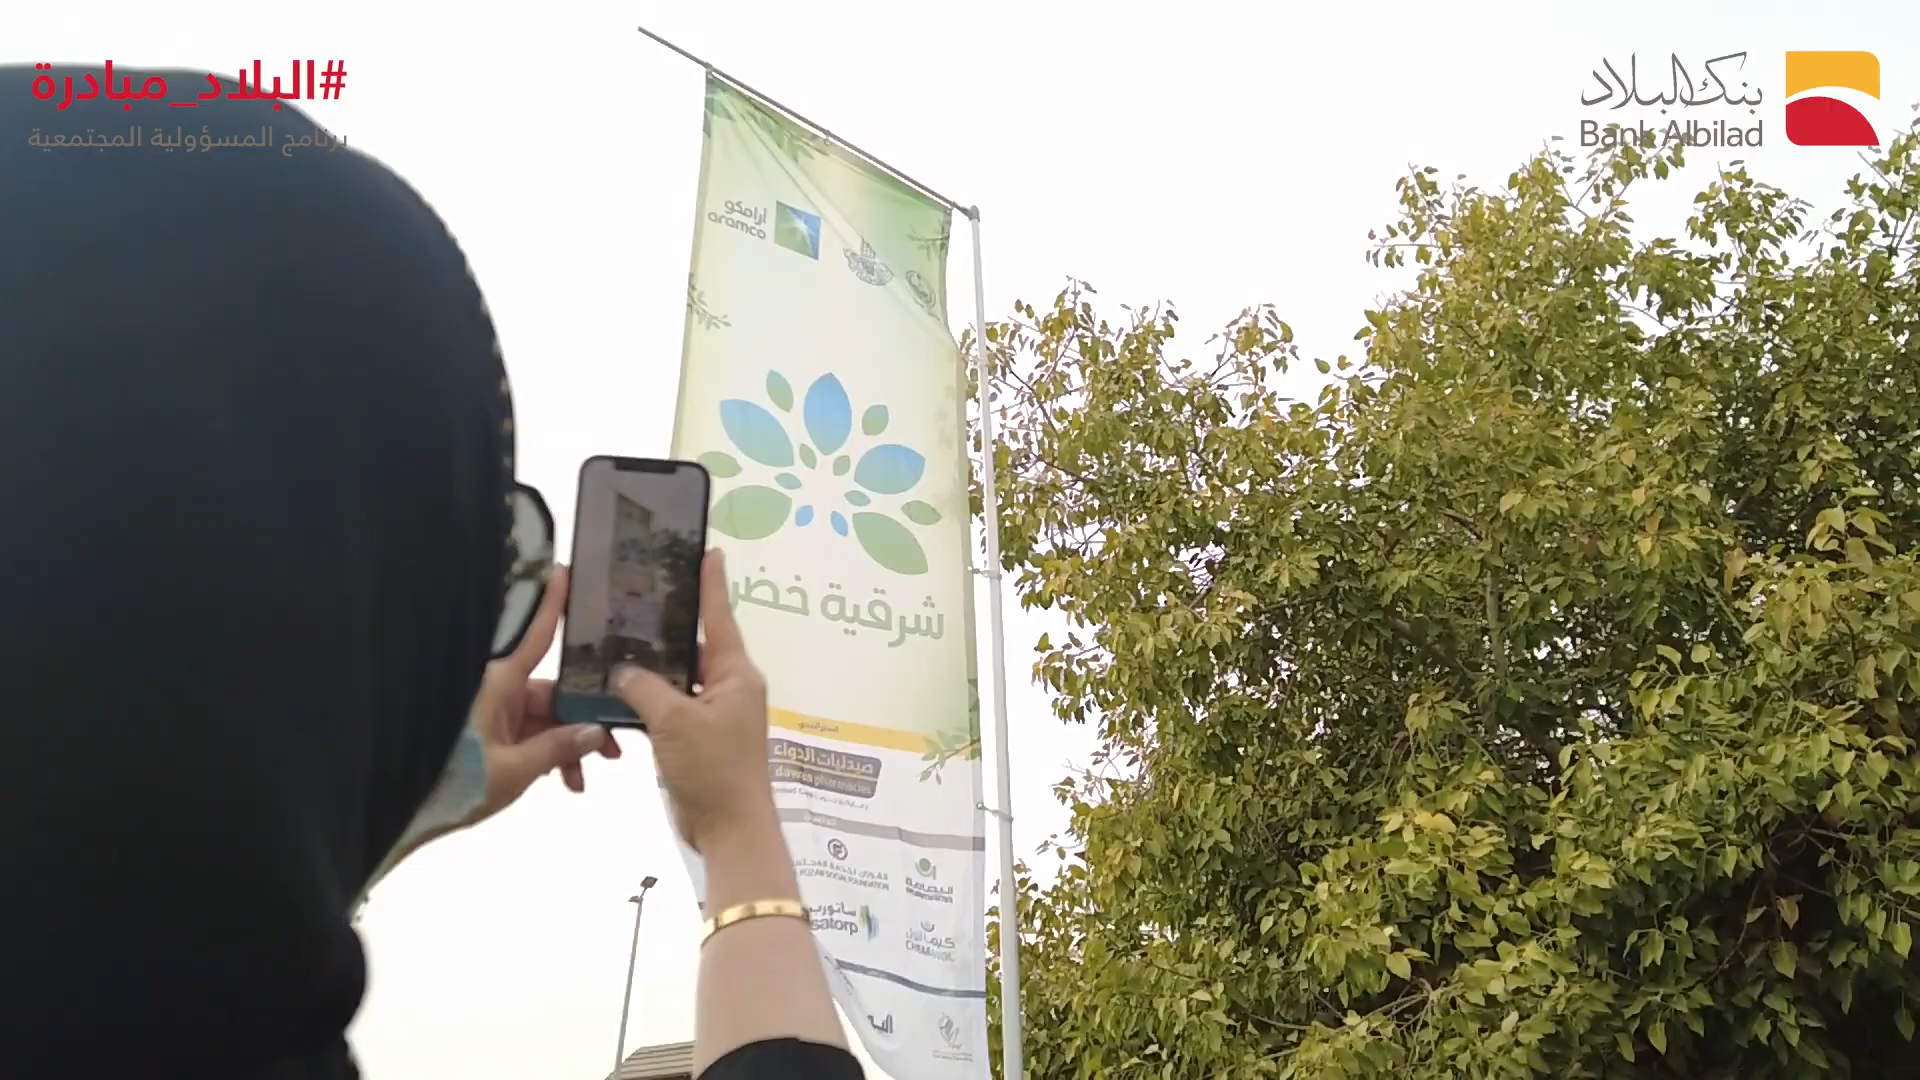 #البلاد_مبادرة
برنامج المسؤولية المجتمعية
بنك البلاد
Bank Albilad
أرامكو
aramco
شرقية خضر
صيدليات الدواء
dawaa pharmacies
ساتورب
satorp
كيمانول
CHEMANOL